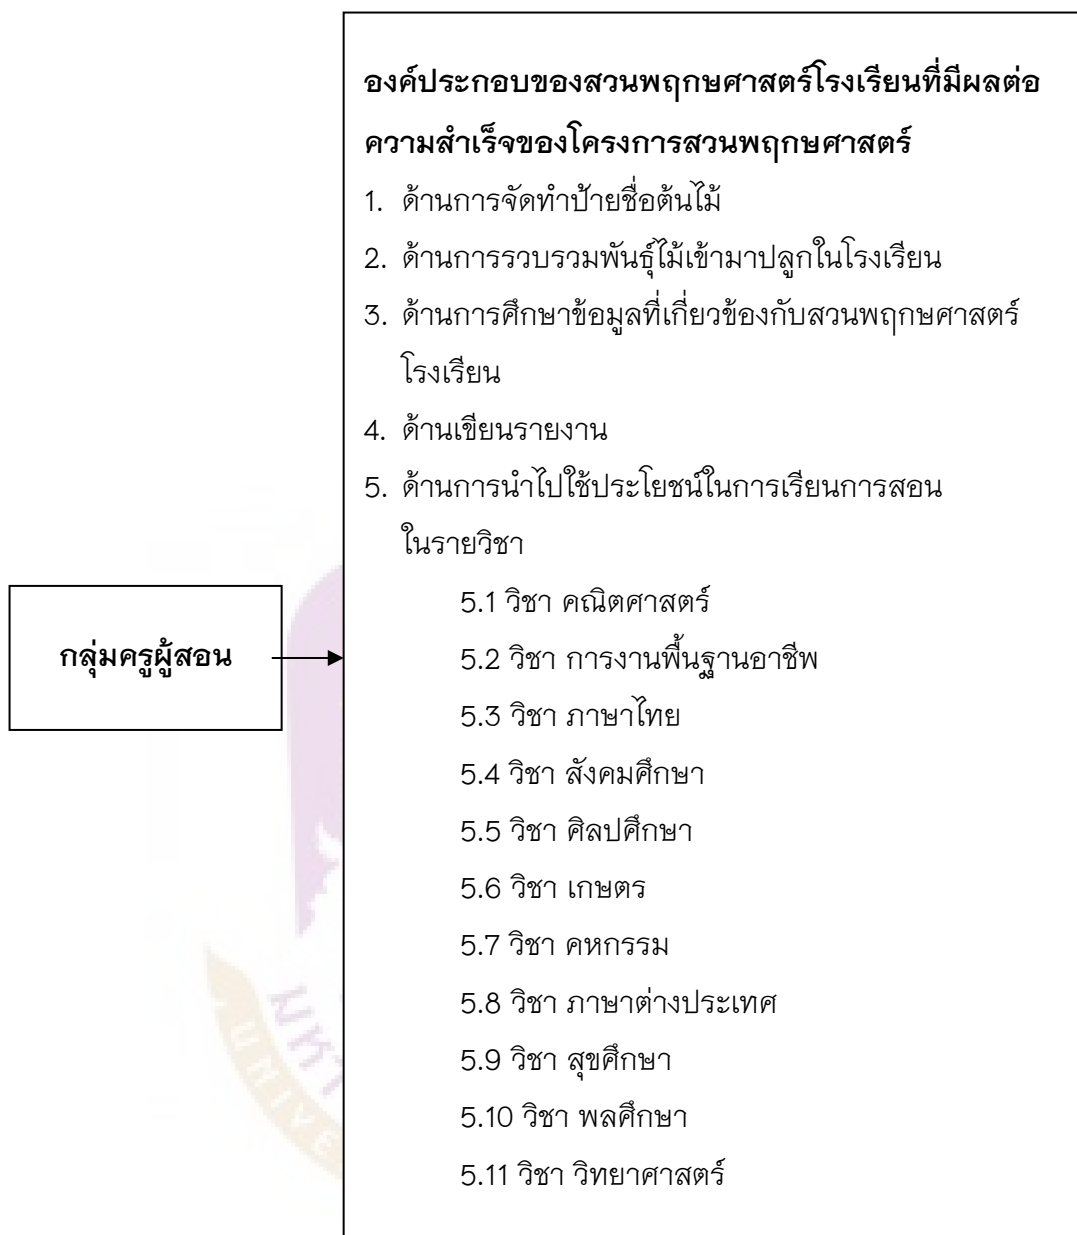 องค์ประกอบของสวนพฤกษศาสตร์โรงเรียนที่มีผลต่อ
ความสำเร็จของโครงการสวนพฤกษศาสตร์
1. ด้านการจัดทำป้ายชื่อต้นไม้
2. ด้านการรวบรวมพันธุ์ไม้เข้ามาปลูกในโรงเรียน
3. ด้านการศึกษาข้อมูลที่เกี่ยวข้องกับสวนพฤกษศาสตร์
โรงเรียน
4. ด้านเขียนรายงาน
5. ด้านการนำไปใช้ประโยชน์ในการเรียนการสอน
ในรายวิชา
5.1 วิชา คณิตศาสตร์
กลุ่มครูผู้สอน
5.2 วิชา การงานพื้นฐานอาชีพ
5.3 วิชา ภาษาไทย
5.4 วิชา สังคมศึกษา
5.5 วิชา ศิลปศึกษา
5.6 วิชา เกษตร
5.7 วิชา คหกรรม
5.8 วิชา ภาษาต่างประเทศ
5.9 วิชา สุขศึกษา
5.10 วิชา พลศึกษา
5.11 วิชา วิทยาศาสตร์